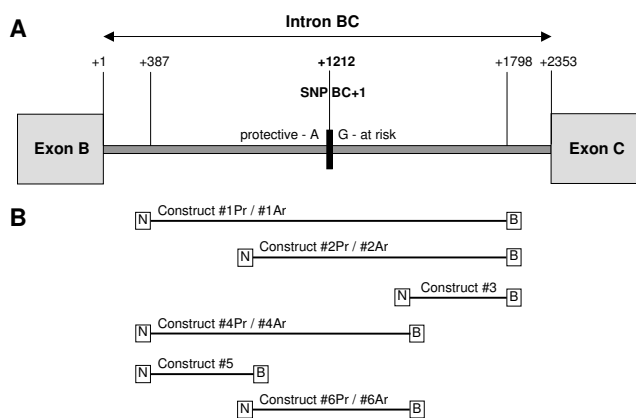 A
Intron BC
+1 +387 +1212 +1798 +2353
SNP BC+1
protective - A G - at risk
Exon B Exon C
B
N Construct #1Pr / #1Ar B
N Construct #2Pr / #2Ar B
N Construct #3 B
N Construct #4Pr / #4Ar B
N Construct #5 B
N Construct #6Pr / #6Ar B